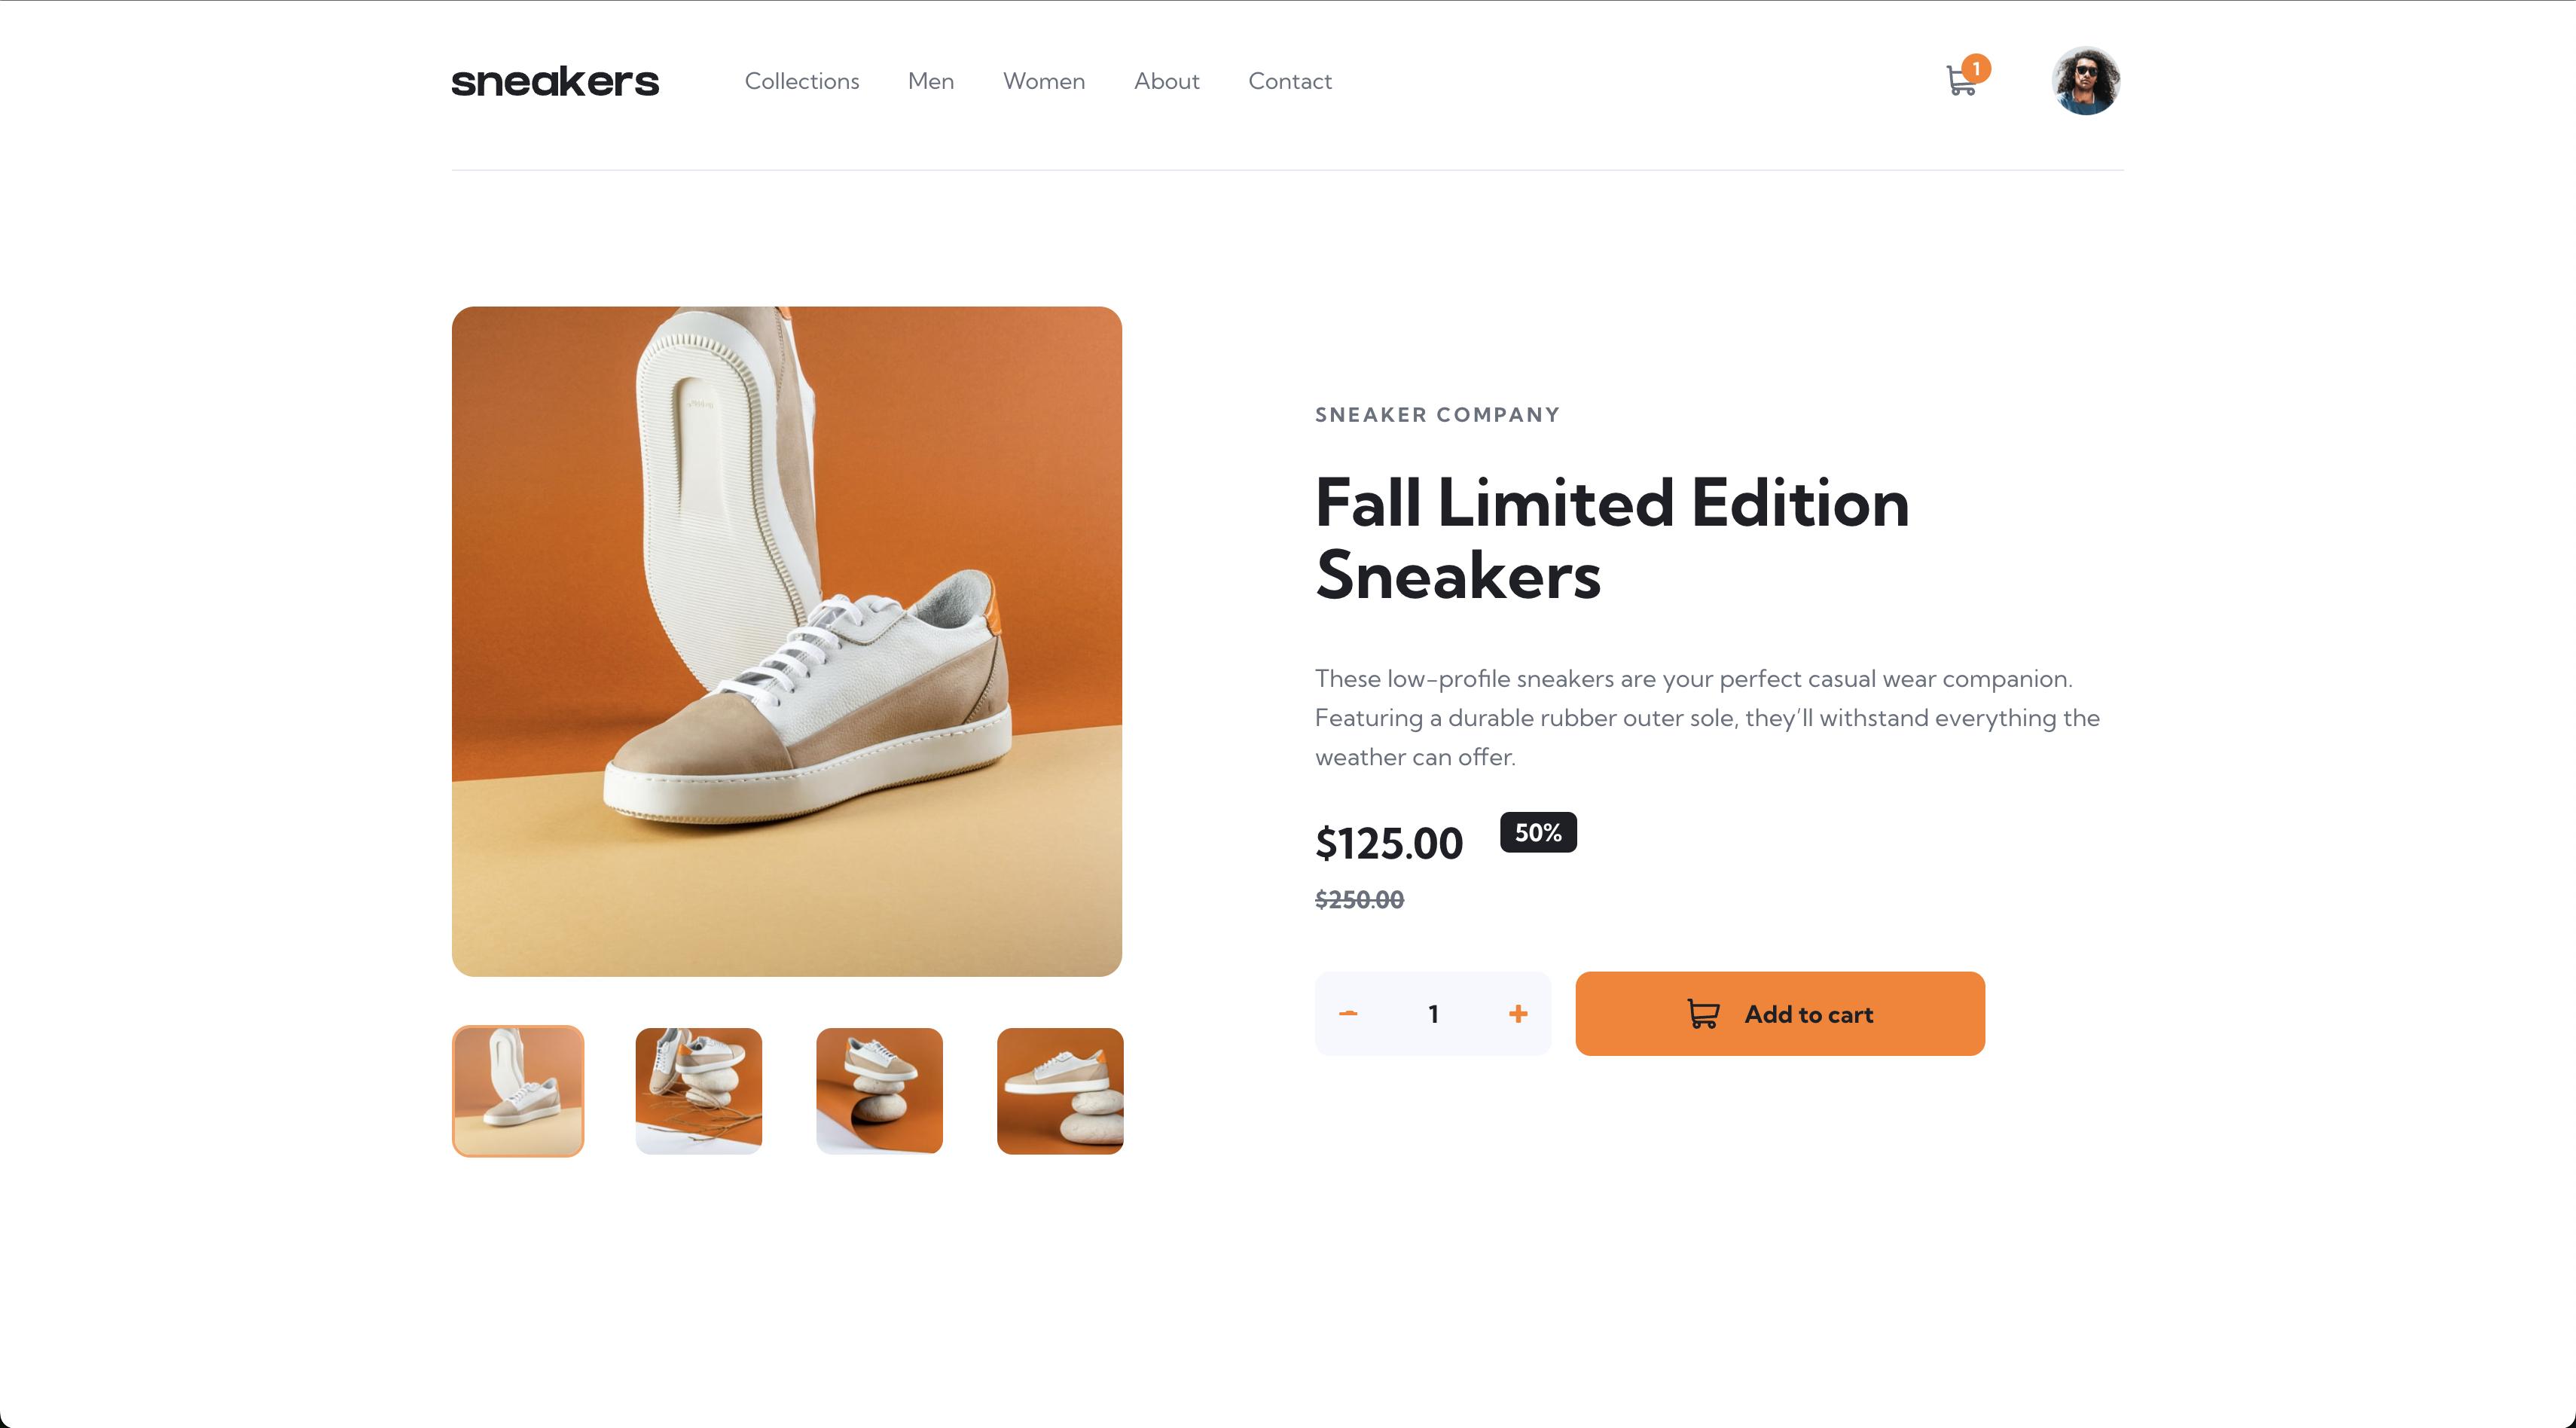 sneakers
Collections Men Women About Contact
1
SNEAKER COMPANY
Fall Limited Edition
Sneakers
These low-profile sneakers are your perfect casual wear companion.
Featuring a durable rubber outer sole, they’ll withstand everything the
weather can offer.
$125.00 50%
$250.00
1 Add to cart